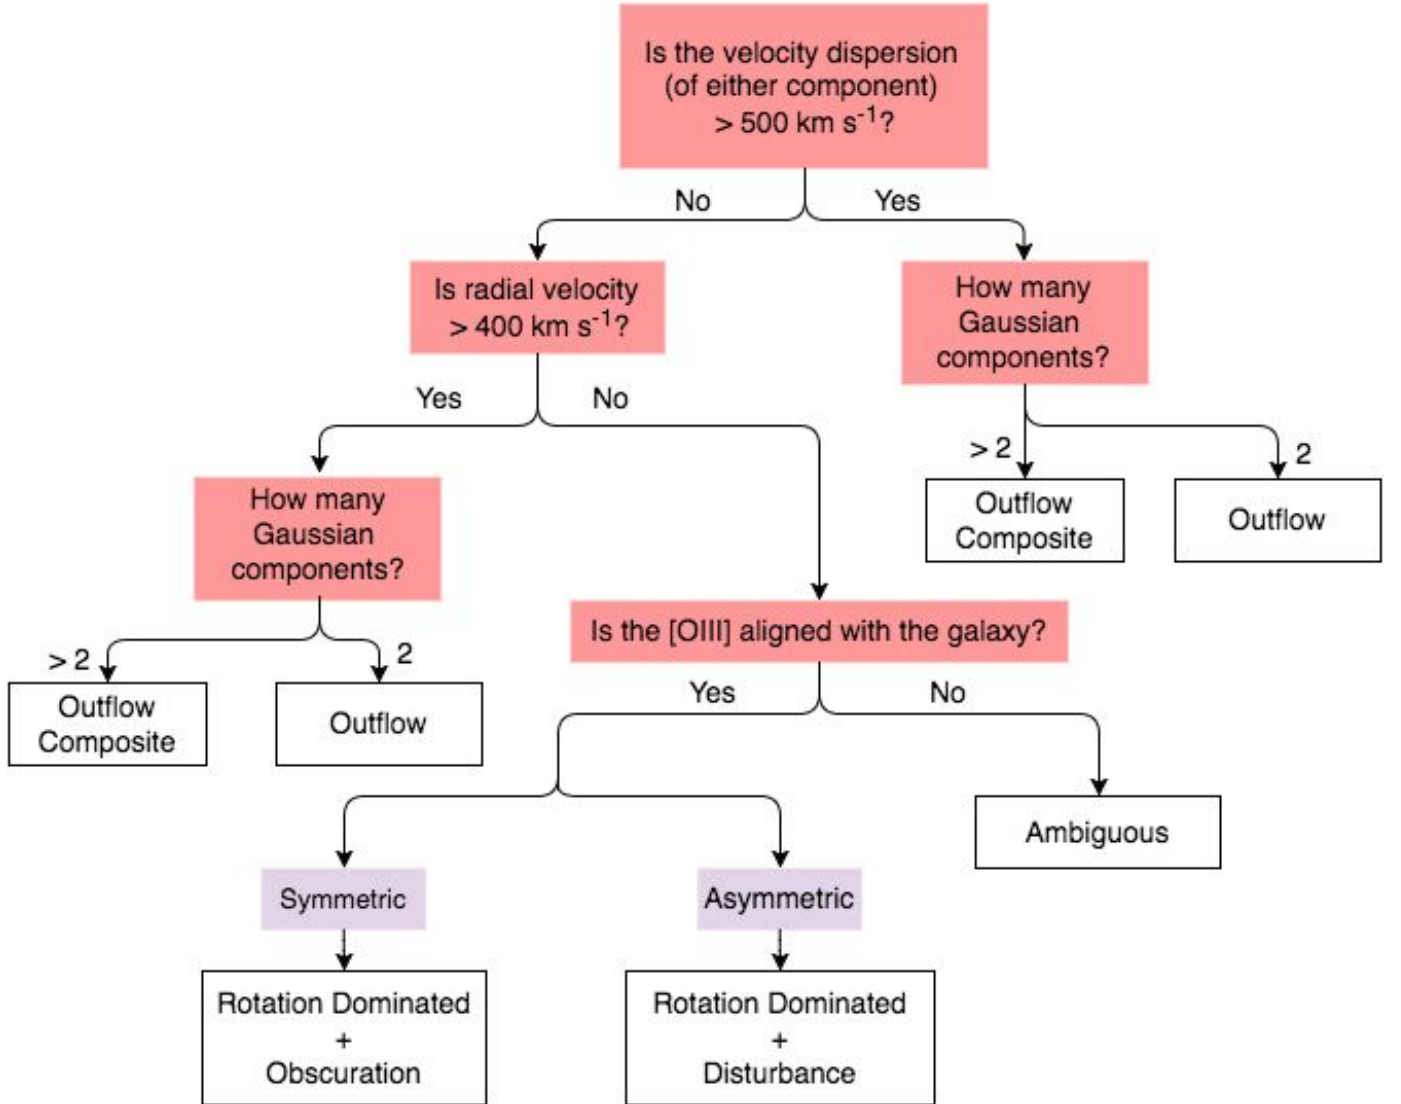 Is the velocity dispersion
(of either component)
> 500 km s-1?
No
Yes
Is radial velocity
> 400 km s-1?
How many
Gaussian
components?
Yes
No
> 2
2
Outflow
Composite
Outflow
How many
Gaussian
components?
> 2
2
Outflow
Composite
Outflow
Is the [OIII] aligned with the galaxy?
Yes
No
Ambiguous
Symmetric
Asymmetric
Rotation Dominated
+
Obscuration
Rotation Dominated
+
Disturbance